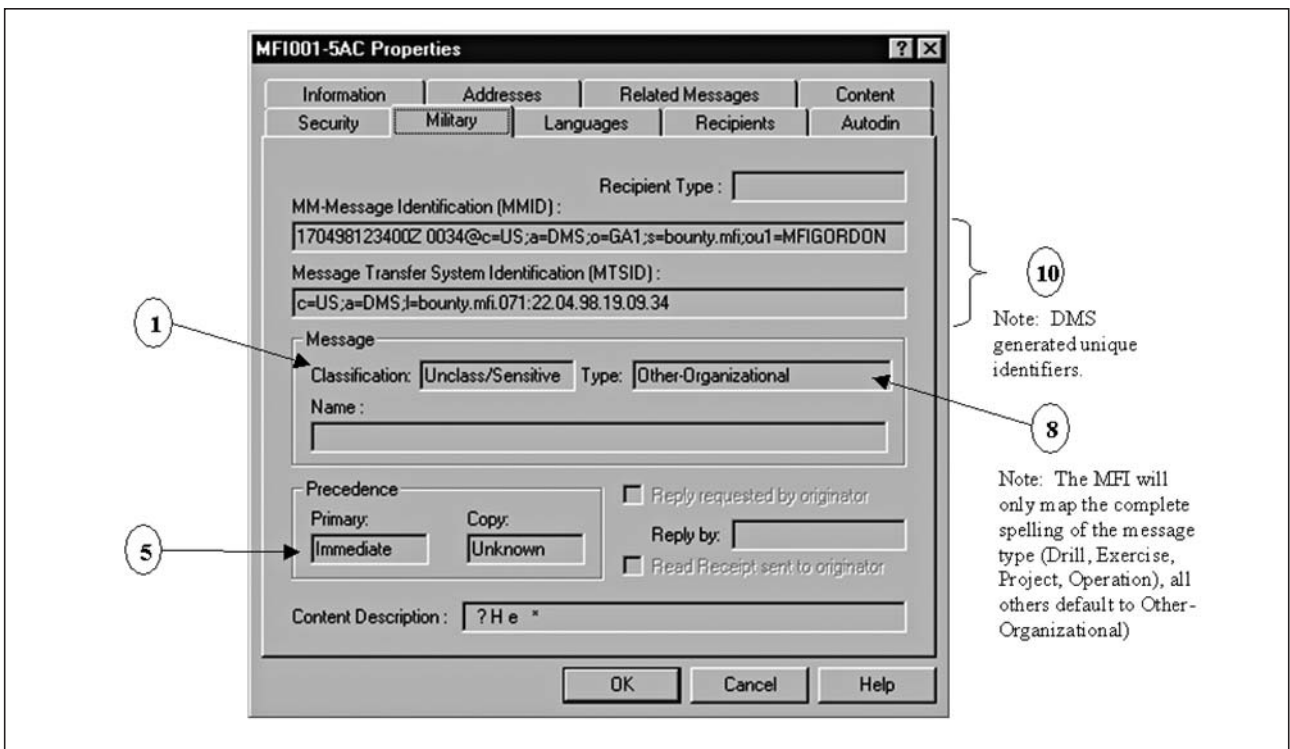 MFI001-5AC Properties ? ×
Information Addresses Related Messages Content
Security Military Languages Recipients Autodin
Recipient Type :
MM-Message Identification (MMID) :
170498123400Z 0034@c=US;a=DMS;o=GA1;s=bounty.mfi;ou1=MFIGORDON
Message Transfer System Identification (MTSID) :
c=US;a=DMS;l=bounty.mfi.071:22.04.98.19.09.34
10
Note: DMS
generated unique
identifiers.
1
Message
Classification: Unclass/Sensitive Type: Other-Organizational
Name :
8
Note: The MFI will
only map the complete
spelling of the message
type (Drill, Exercise,
Project, Operation), all
others default to Other-
Organizational)
Precedence
Primary: Copy:
5
Immediate Unknown
Reply requested by originator
Reply by:
Read Receipt sent to originator
Content Description : ? H e *
OK Cancel Help